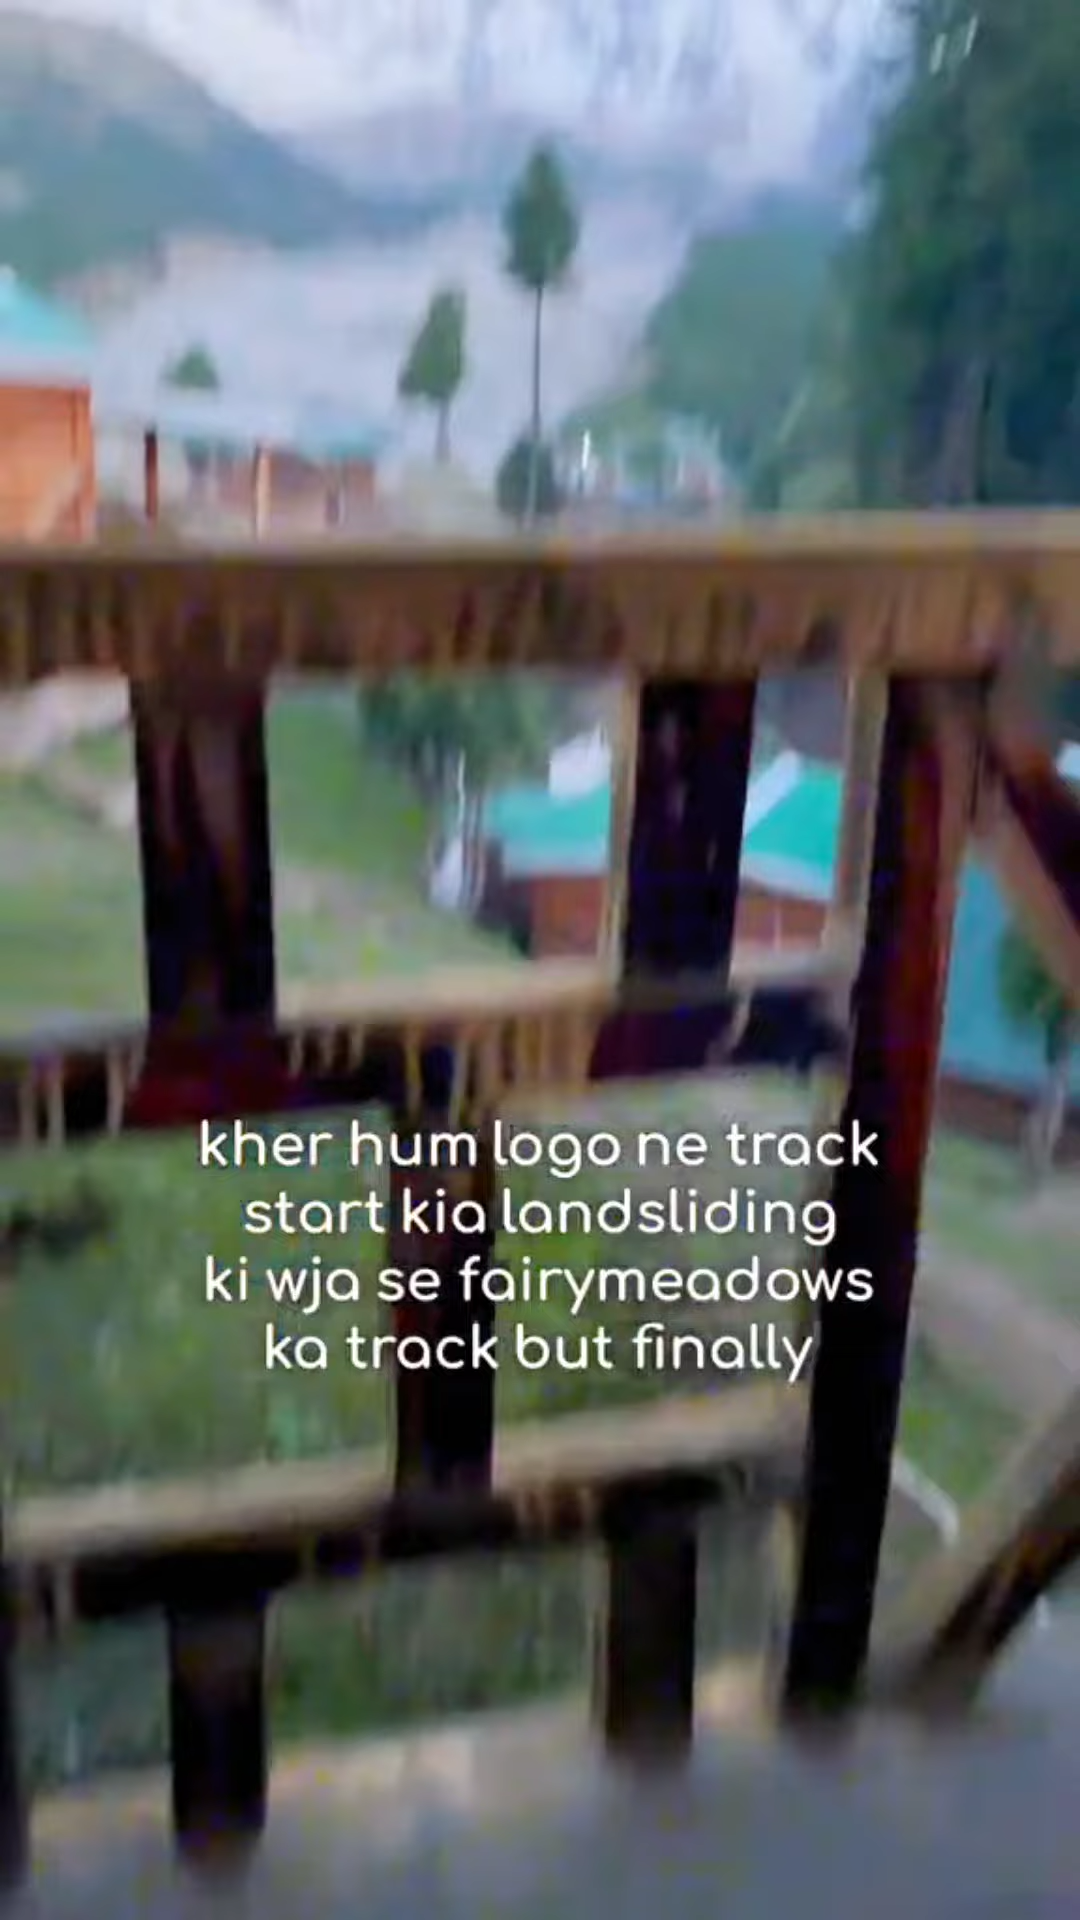 kher hum logo ne track
start kia landsliding
ki wja se fairymeadows
ka track but finally